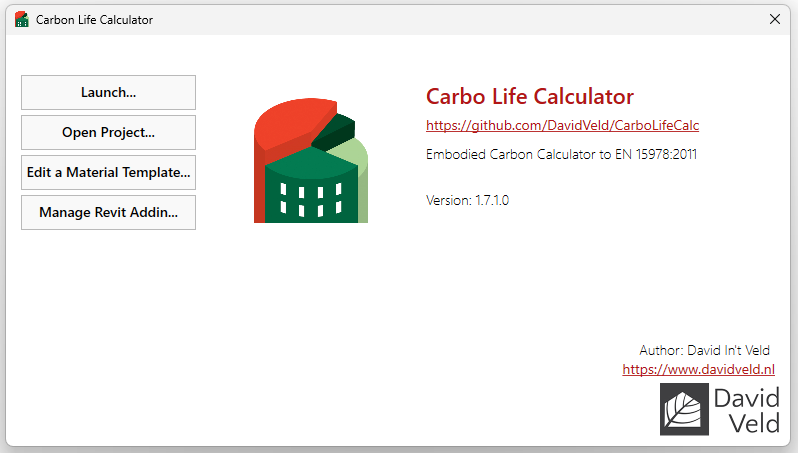 Carbon Life Calculator
Launch...
Open Project...
Edit a Material Template...
Manage Revit Addin...
Carbo Life Calculator
https://github.com/DavidVeld/CarboLifeCalc
Embodied Carbon Calculator to EN 15978:2011
Version: 1.7.1.0
Author: David In't Veld
https://www.davidveld.nl
David
Veld